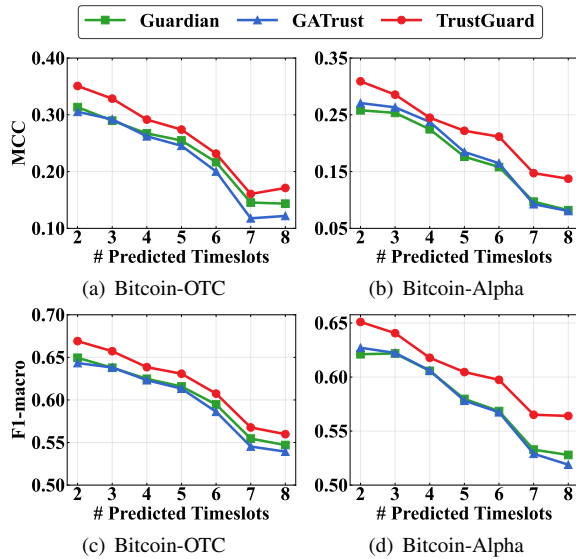 Guardian GATrust TrustGuard
0.40
0.30
0.20
0.10
MCC
2 3 4 5 6 7 8
# Predicted Timeslots
(a) Bitcoin-OTC
0.35
0.25
0.15
0.05
2 3 4 5 6 7 8
# Predicted Timeslots
(b) Bitcoin-Alpha
0.70
0.65
0.60
0.55
0.50
F1-macro
2 3 4 5 6 7 8
# Predicted Timeslots
(c) Bitcoin-OTC
0.65
0.60
0.55
0.50
2 3 4 5 6 7 8
# Predicted Timeslots
(d) Bitcoin-Alpha